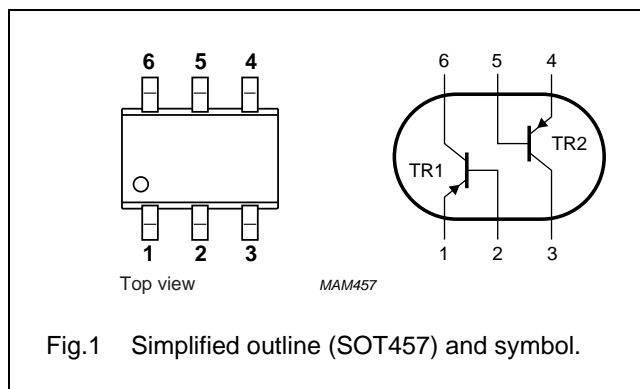 6 5 4
6 5 4
TR1
TR2
1 2 3
1 2 3
Top view
MAM457
Fig.1 Simplified outline (SOT457) and symbol.